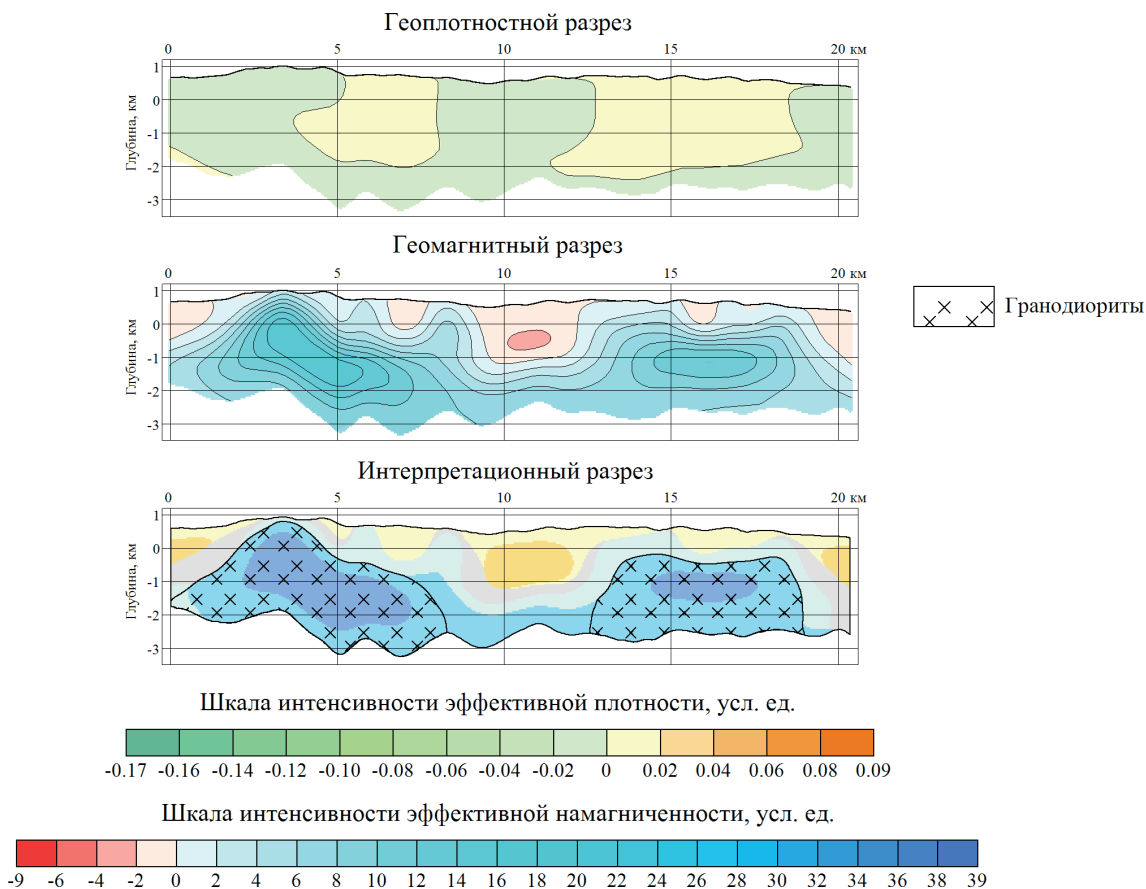 Геоплотностной разрез
0 5 10 15 20 км
1
0
-1
-2
-3
Глубина, км
Геомагнитный разрез
0 5 10 15 20 км
1
0
-1
-2
-3
Глубина, км
Гранодиориты
Интерпретационный разрез
0 5 10 15 20 км
1
0
-1
-2
-3
Глубина, км
Шкала интенсивности эффективной плотности, усл. ед.
-0.17 -0.16 -0.14 -0.12 -0.10 -0.08 -0.06 -0.04 -0.02 0 0.02 0.04 0.06 0.08 0.09
Шкала интенсивности эффективной намагниченности, усл. ед.
-9 -6 -4 -2 0 2 4 6 8 10 12 14 16 18 20 22 24 26 28 30 32 34 36 37 39